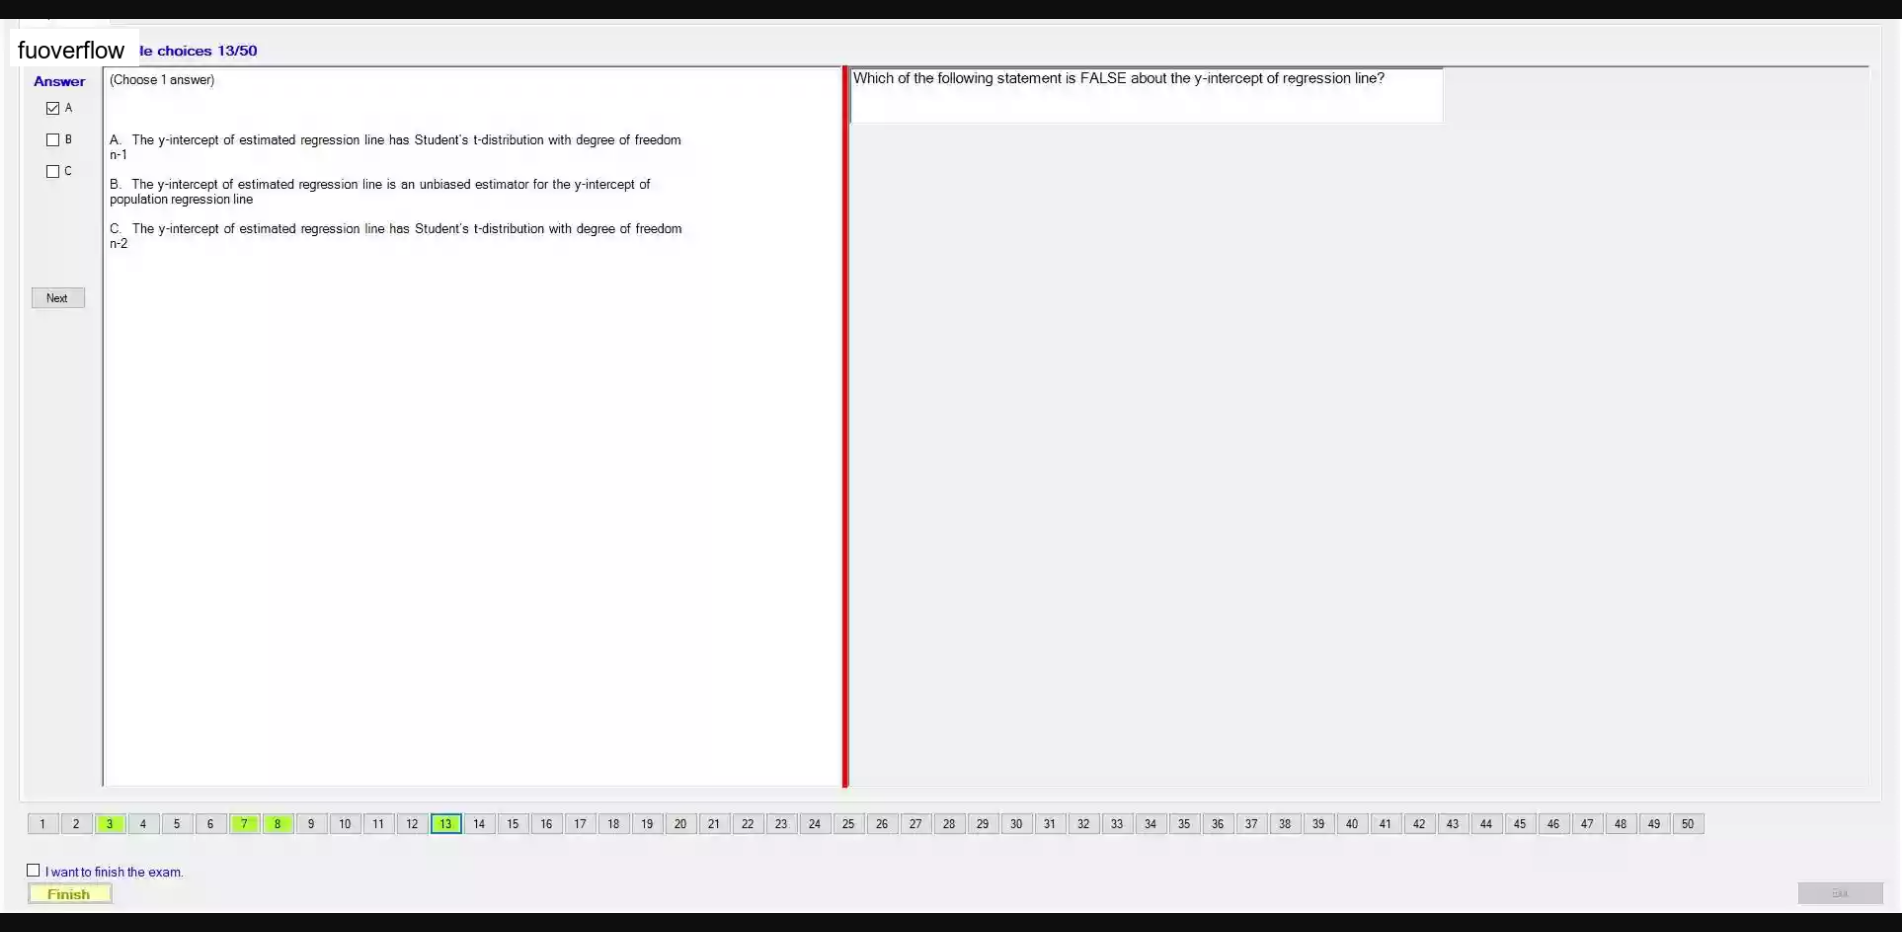 fuoverflow
le choices 13/50
Answer
(Choose 1 answer)
A
B
C
A. The y-intercept of estimated regression line has Student's t-distribution with degree of freedom
n-1
B. The y-intercept of estimated regression line is an unbiased estimator for the y-intercept of
population regression line
C. The y-intercept of estimated regression line has Student's t-distribution with degree of freedom
n-2
Next
Which of the following statement is FALSE about the y-intercept of regression line?
1 2 3 4 5 6 7 8 9 10 11 12 13 14 15 16 17 18 19 20 21 22 23 24 25 26 27 28 29 30 31 32 33 34 35 36 37 38 39 40 41 42 43 44 45 46 47 48 49 50
I want to finish the exam.
Finish